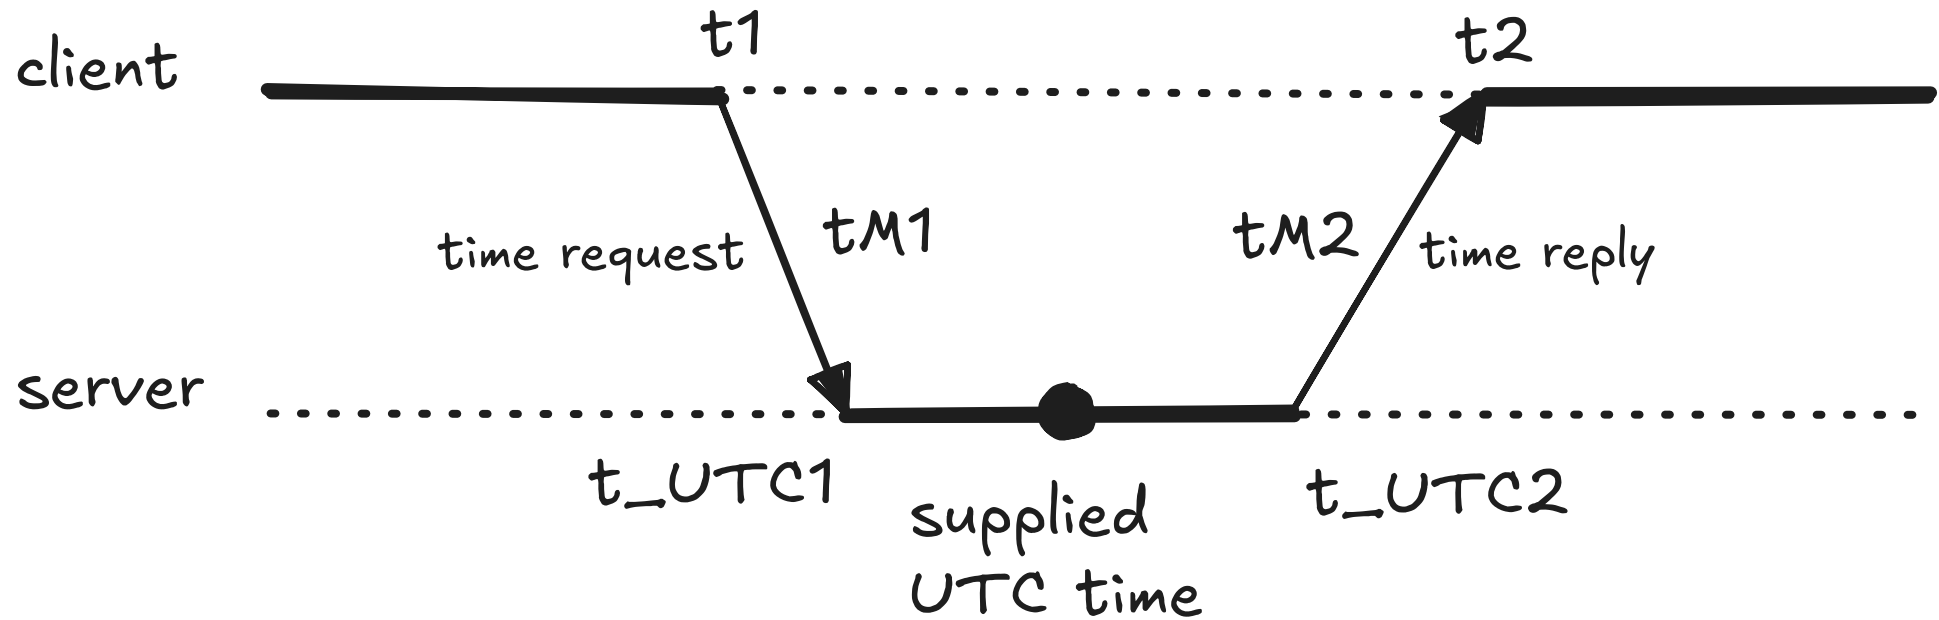 t1
t2
client
tM1
tM2
time request
time reply
server
t_UTC1
t_UTC2
supplied
UTC time